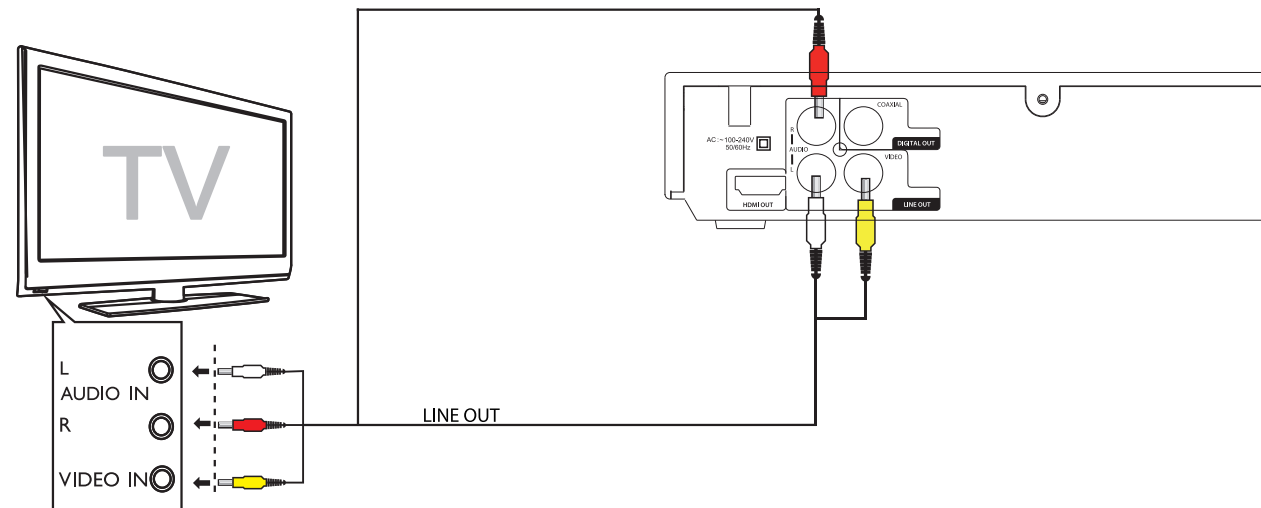 TV
L
AUDIO IN
R
VIDEO IN
LINE OUT
AC :~100-240V
50/60Hz
HDMI OUT
R
AUDIO
L
COAXIAL
DIGITAL OUT
VIDEO
LINE OUT